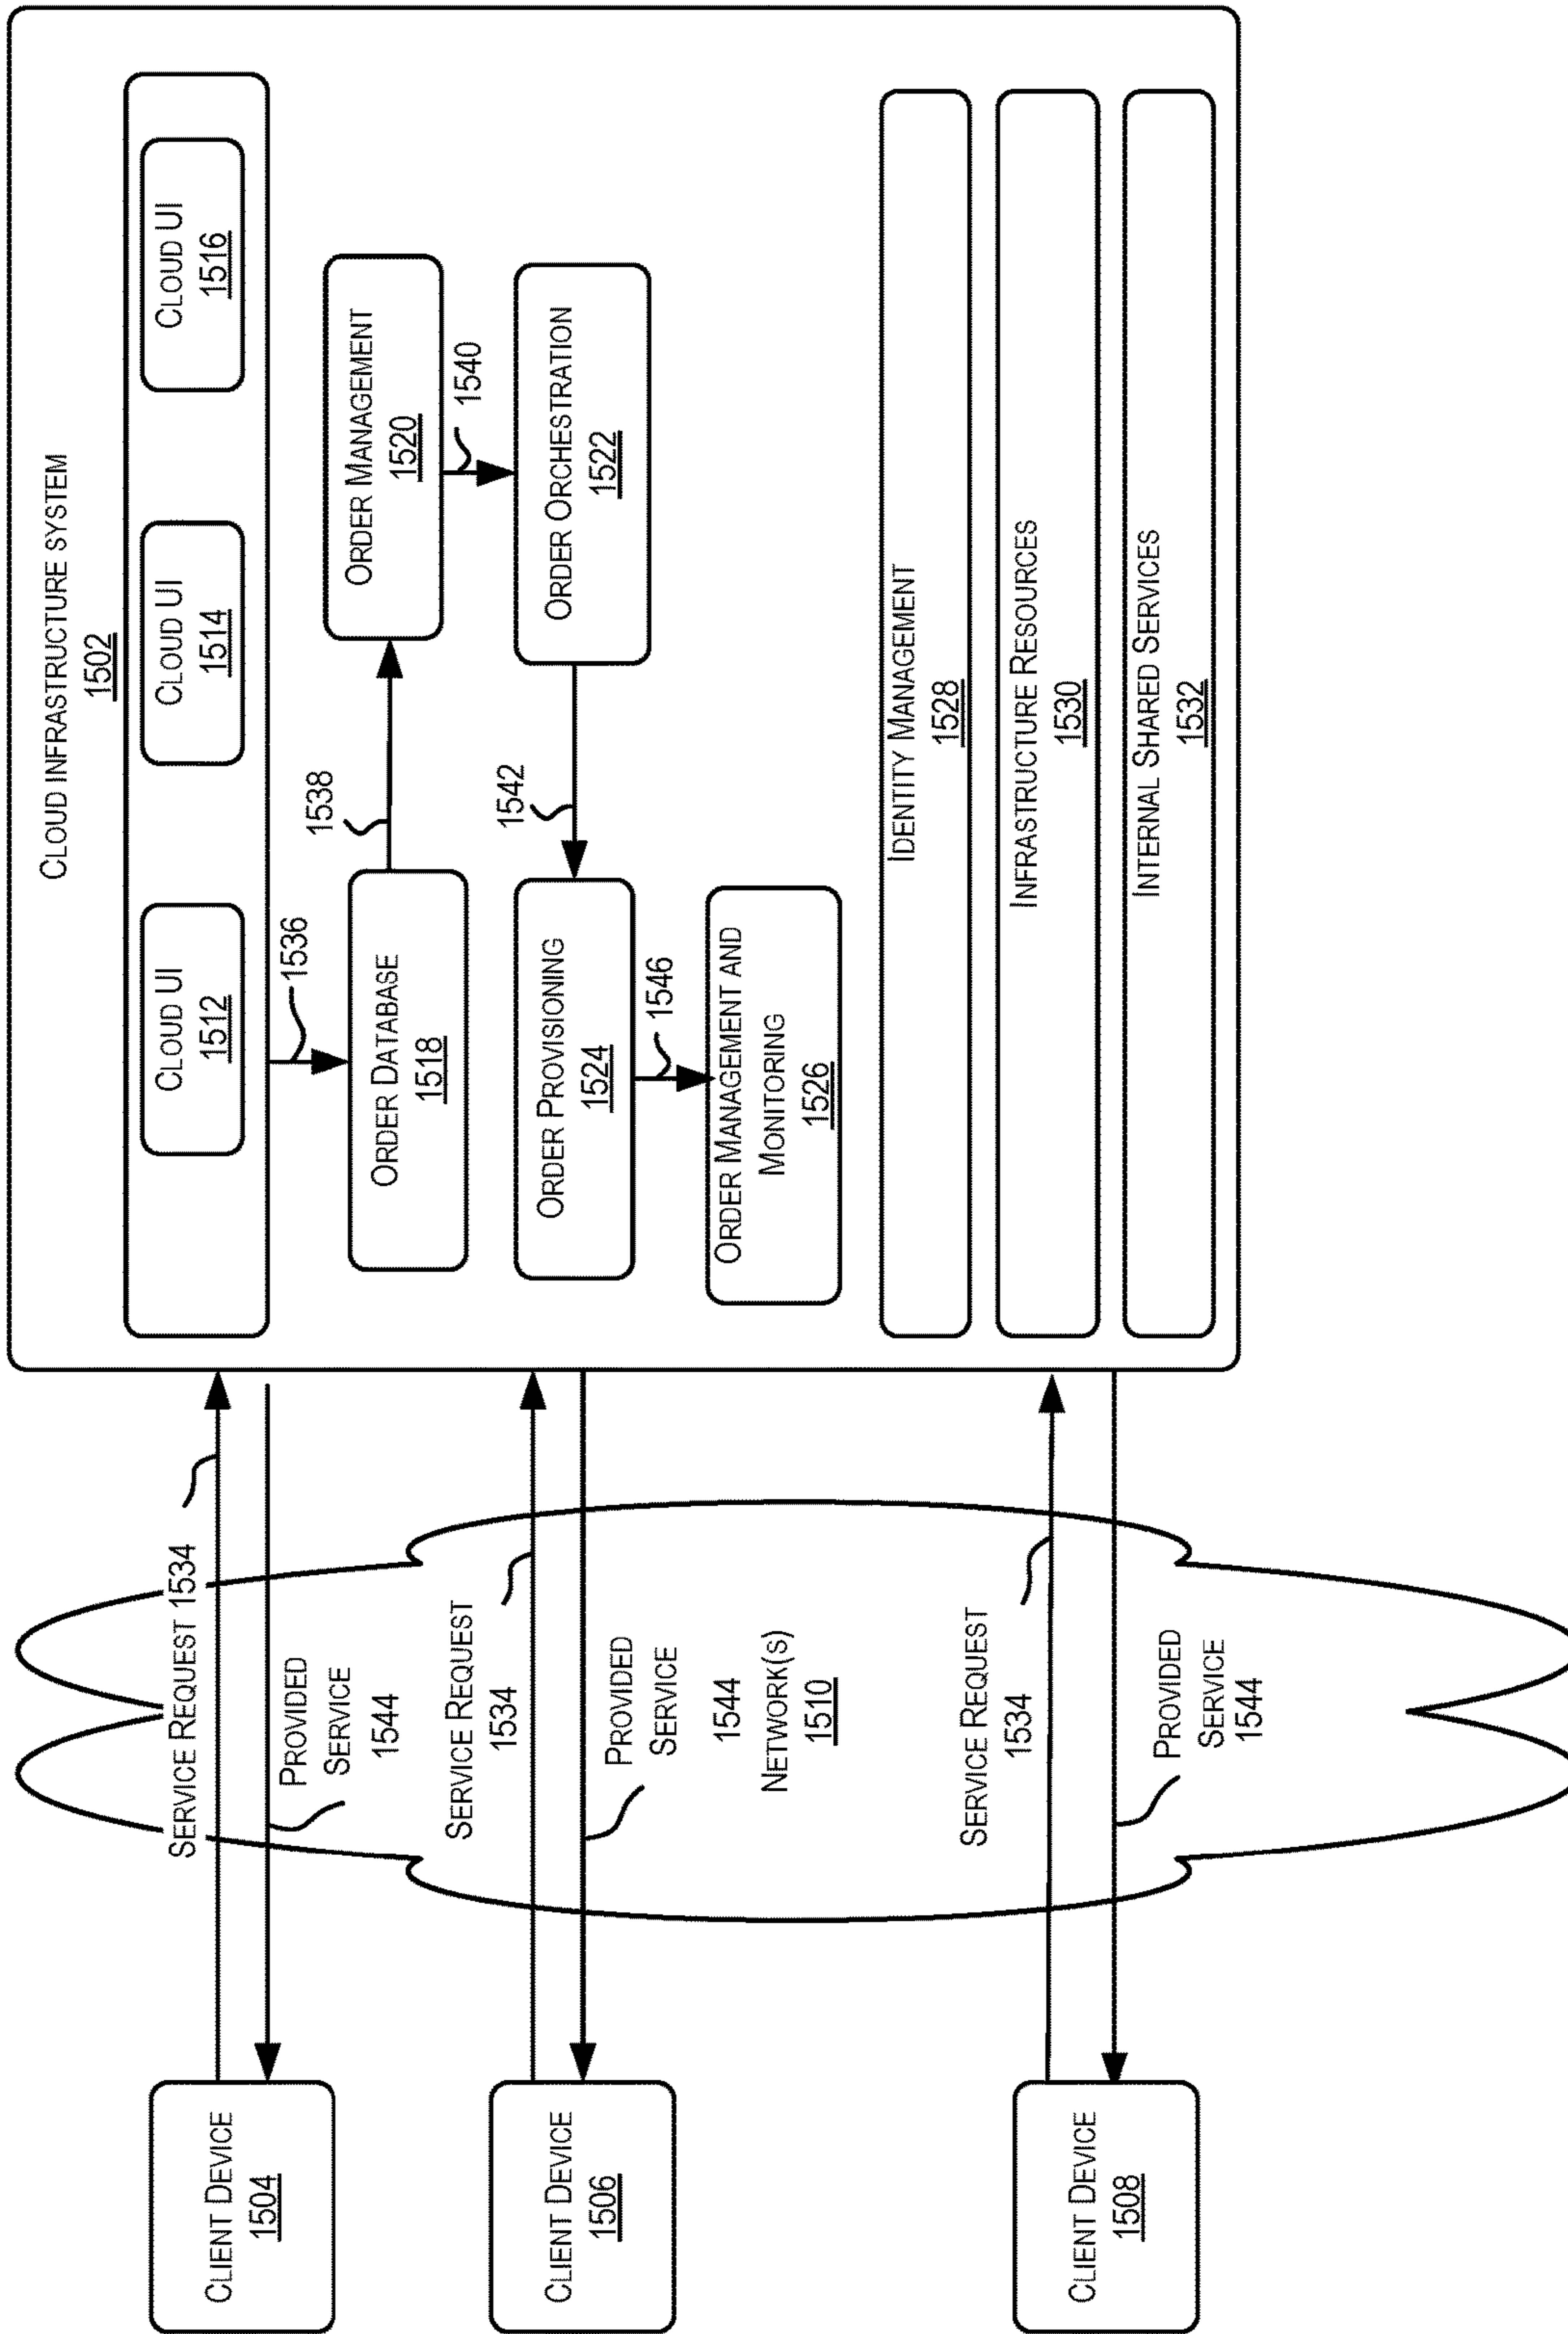 CLOUD INFRASTRUCTURE SYSTEM
1502
CLOUD UI
1512
CLOUD UI
1514
CLOUD UI
1516
1536
ORDER DATABASE
1518
1538
ORDER MANAGEMENT
1520
1540
ORDER PROVISIONING
1524
1542
ORDER ORCHESTRATION
1522
1546
ORDER MANAGEMENT AND
MONITORING
1526
IDENTITY MANAGEMENT
1528
INFRASTRUCTURE RESOURCES
1530
INTERNAL SHARED SERVICES
1532
CLIENT DEVICE
1504
SERVICE REQUEST 1534
PROVIDED
SERVICE
1544
CLIENT DEVICE
1506
SERVICE REQUEST
1534
PROVIDED
SERVICE
1544
NETWORK(S)
1510
CLIENT DEVICE
1508
SERVICE REQUEST
1534
PROVIDED
SERVICE
1544